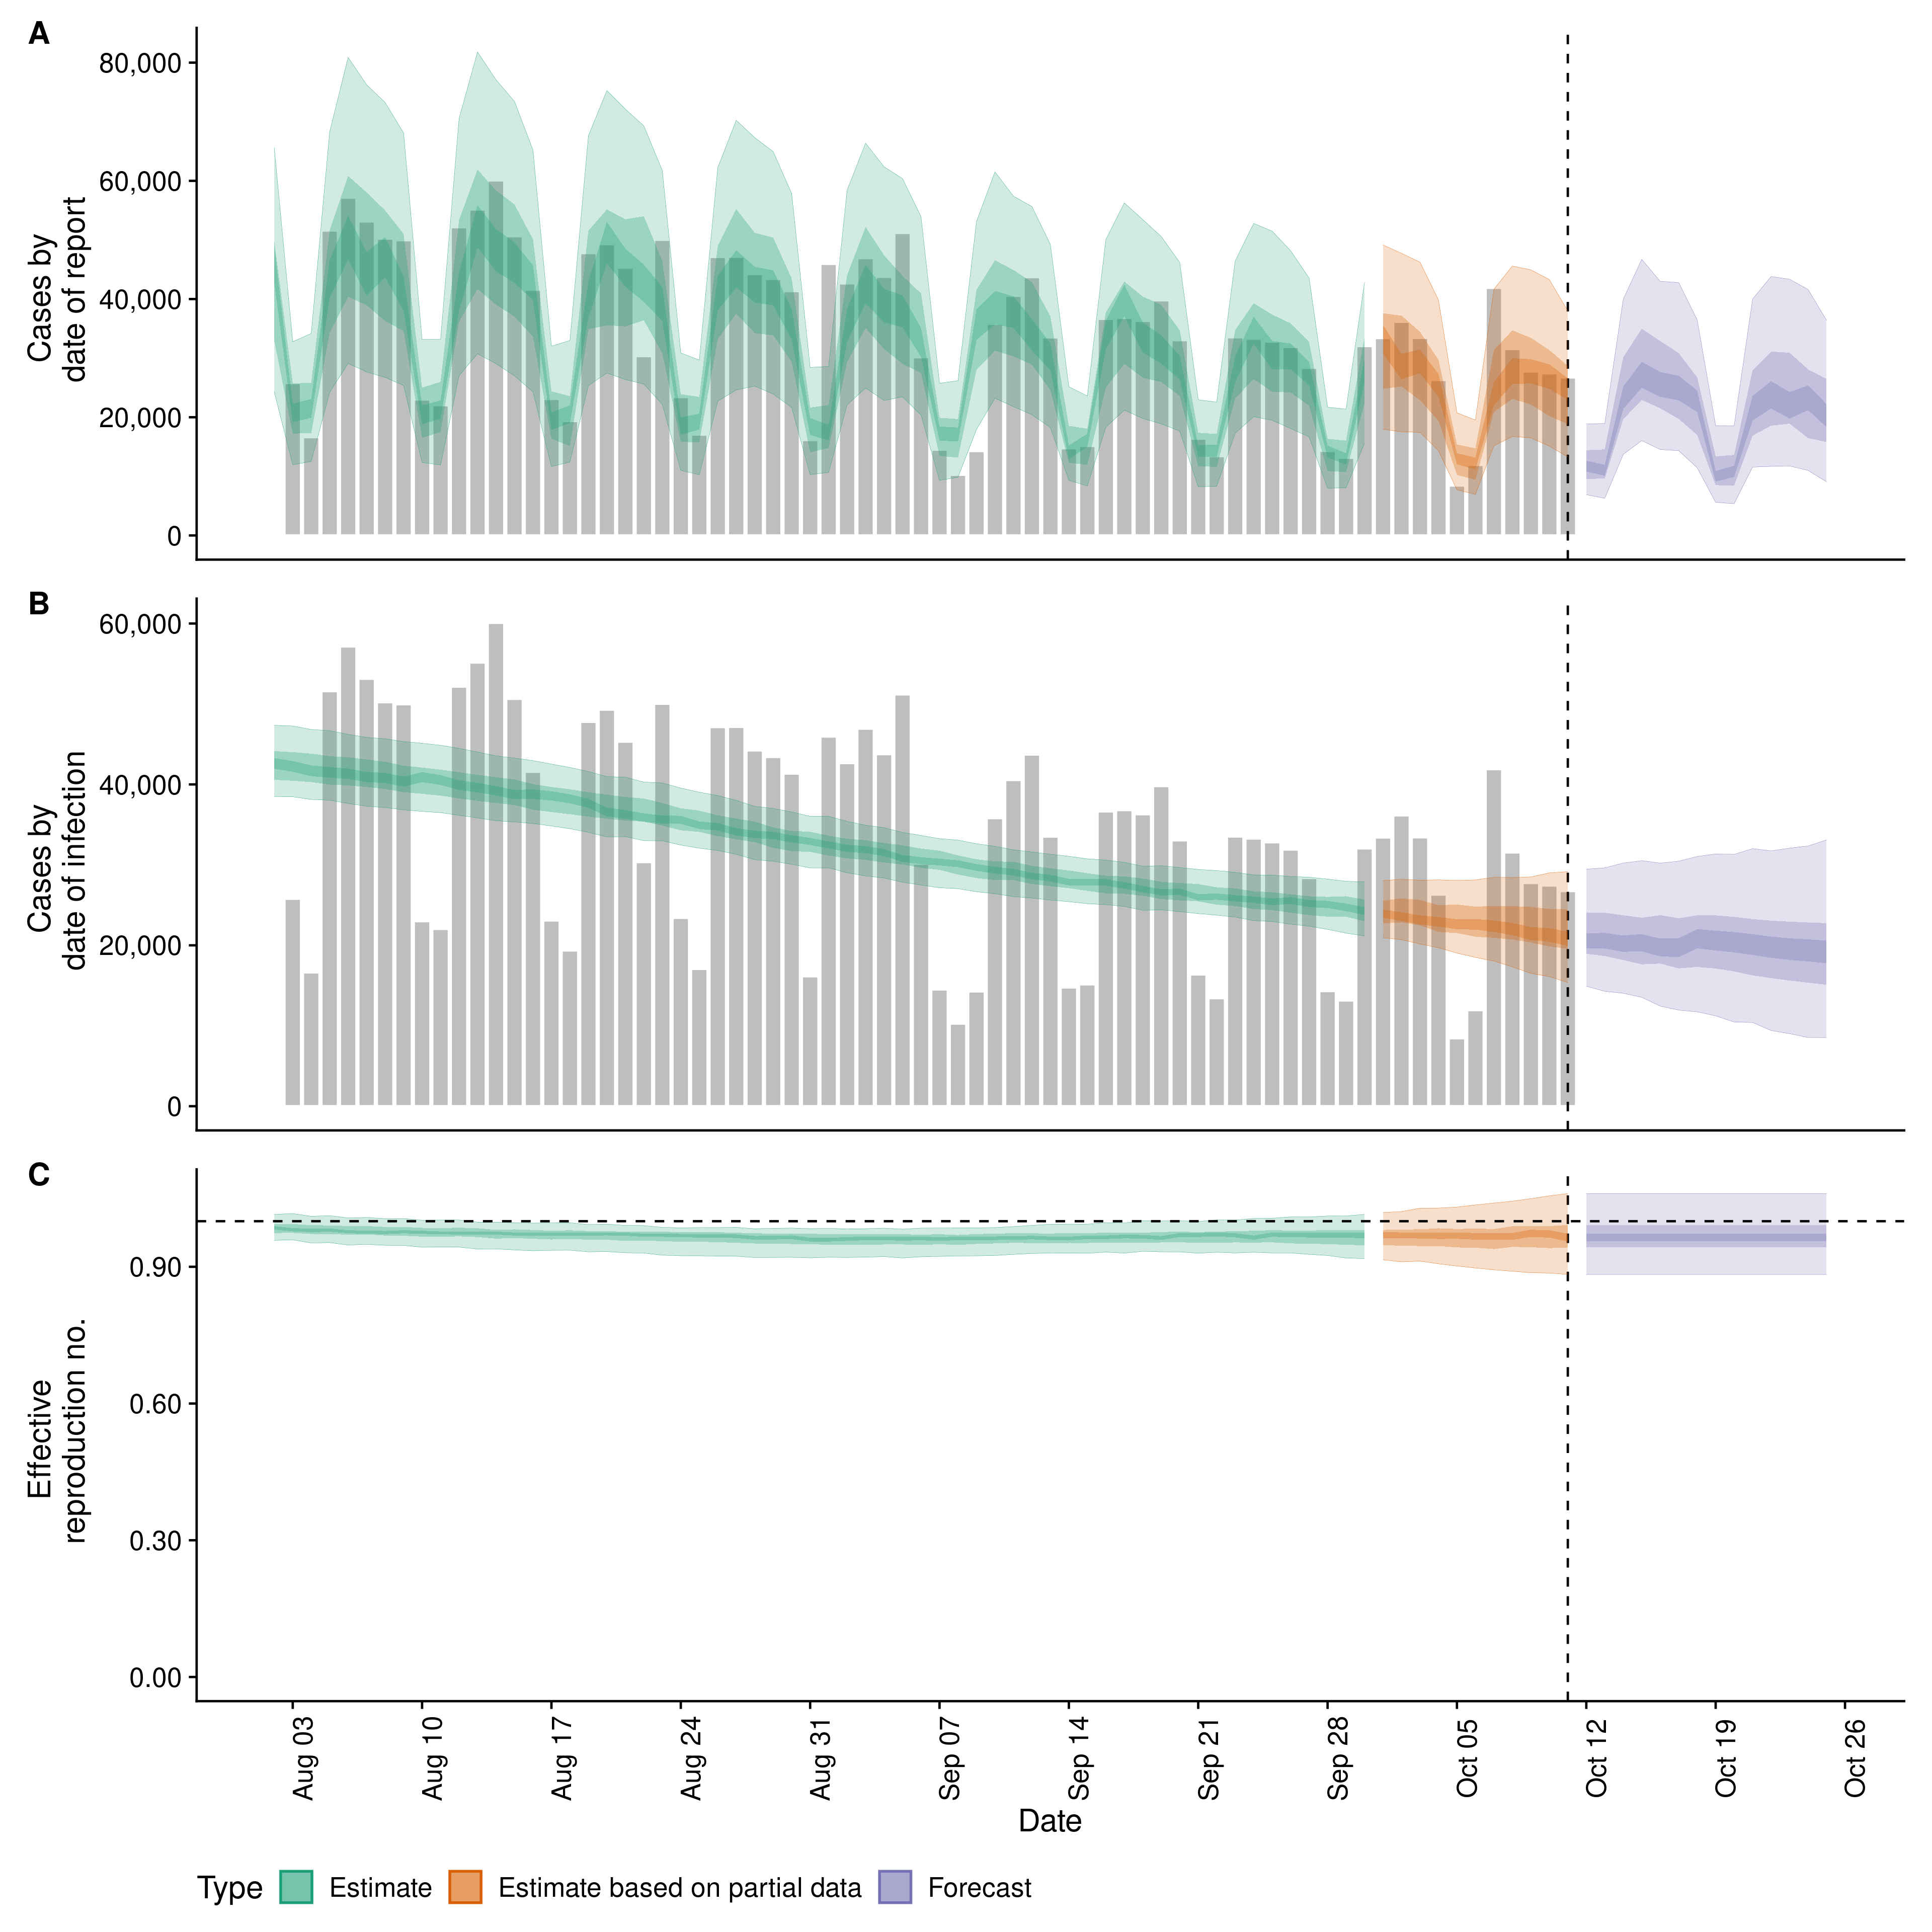 A
Cases by
date of report
80,000
60,000
40,000
20,000
0
B
Cases by
date of infection
60,000
40,000
20,000
0
C
Effective
reproduction no.
0.90
0.60
0.30
0.00
Aug 03
Aug 10
Aug 17
Aug 24
Aug 31
Sep 07
Sep 14
Sep 21
Sep 28
Oct 05
Oct 12
Oct 19
Oct 26
Date
Type Estimate Estimate based on partial data Forecast